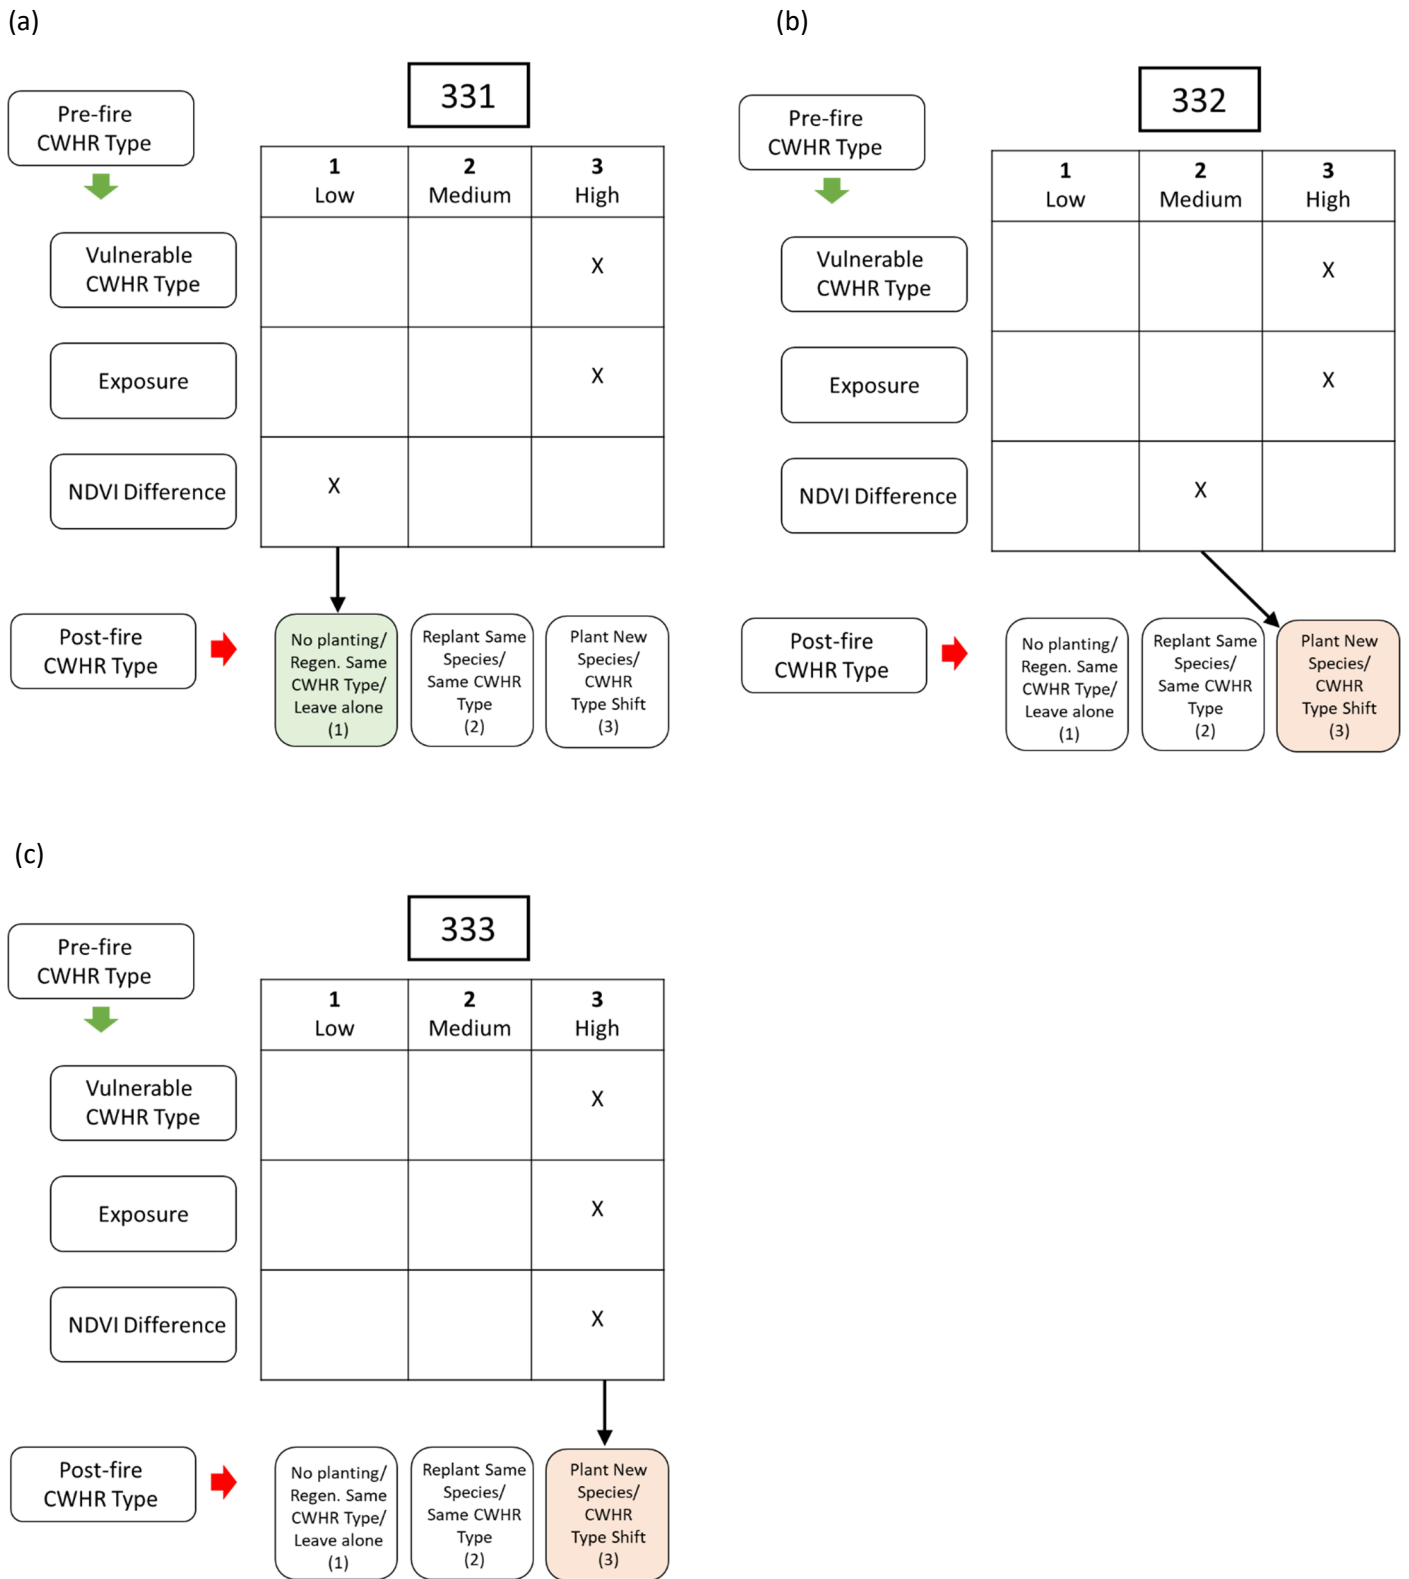 (a)
331
Pre-fire
CWHR Type
1
Low
2
Medium
3
High
Vulnerable
CWHR Type
X
Exposure
X
NDVI Difference
X
Post-fire
CWHR Type
No planting/
Regen. Same
CWHR Type/
Leave alone
(1)
Replant Same
Species/
Same CWHR
Type
(2)
Plant New
Species/
CWHR
Type Shift
(3)
(b)
332
Pre-fire
CWHR Type
1
Low
2
Medium
3
High
Vulnerable
CWHR Type
X
Exposure
X
NDVI Difference
X
Post-fire
CWHR Type
No planting/
Regen. Same
CWHR Type/
Leave alone
(1)
Replant Same
Species/
Same CWHR
Type
(2)
Plant New
Species/
CWHR
Type Shift
(3)
(c)
333
Pre-fire
CWHR Type
1
Low
2
Medium
3
High
Vulnerable
CWHR Type
X
Exposure
X
NDVI Difference
X
Post-fire
CWHR Type
No planting/
Regen. Same
CWHR Type/
Leave alone
(1)
Replant Same
Species/
Same CWHR
Type
(2)
Plant New
Species/
CWHR
Type Shift
(3)